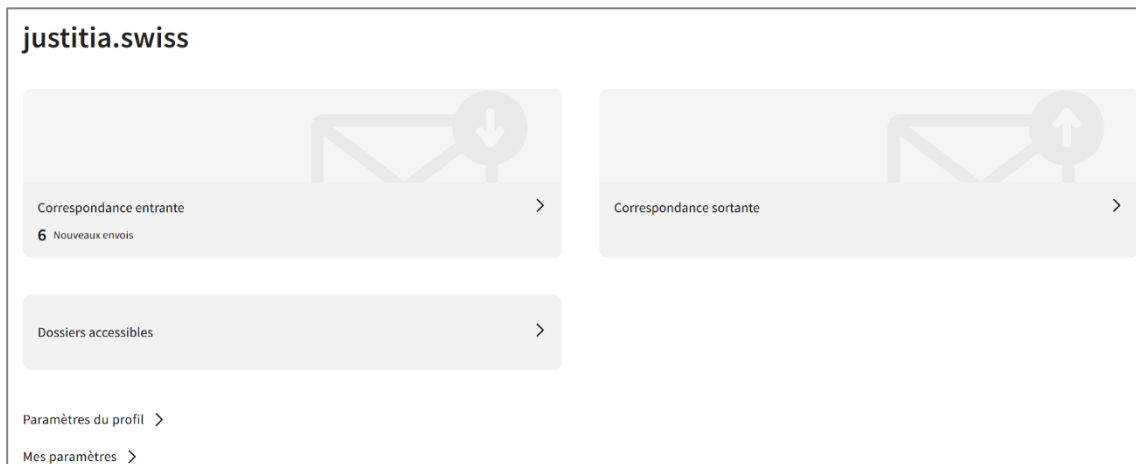 justitia.swiss
Correspondance entrante
6 Nouveaux envois
Correspondance sortante
Dossiers accessibles
Paramètres du profil
Mes paramètres